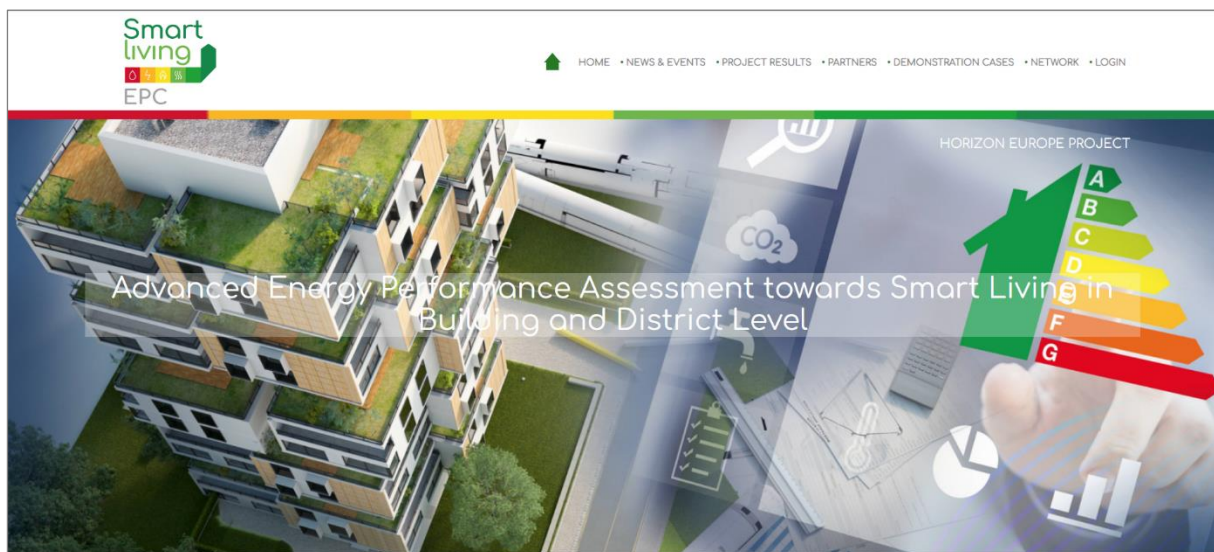 Smart
living
EPC
HOME • NEWS & EVENTS • PROJECT RESULTS • PARTNERS • DEMONSTRATION CASES • NETWORK • LOGIN
HORIZON EUROPE PROJECT
A
B
C
D
E
F
G
CO2
Advanced Energy Performance Assessment towards Smart Living in
Building and District Level